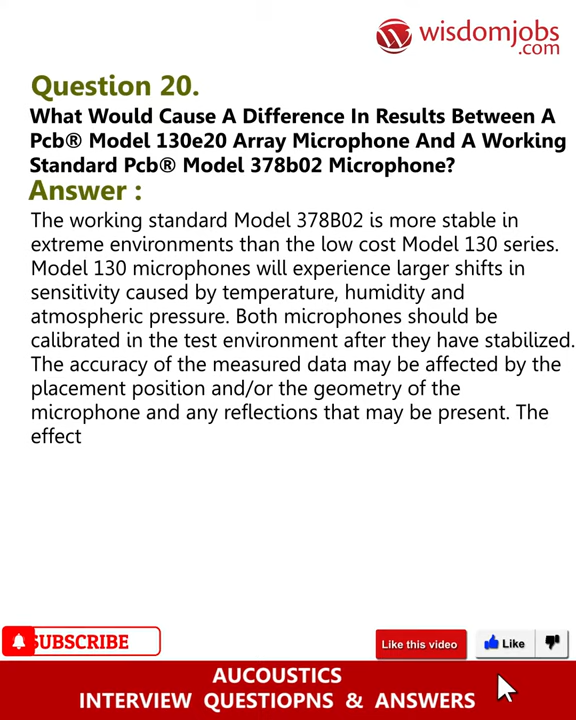 wisdomjobs
.com
Question 20.
What Would Cause A Difference In Results Between A
Pcb® Model 130e20 Array Microphone And A Working
Standard Pcb® Model 378b02 Microphone?
Answer :
The working standard Model 378B02 is more stable in
extreme environments than the low cost Model 130 series.
Model 130 microphones will experience larger shifts in
sensitivity caused by temperature, humidity and
atmospheric pressure. Both microphones should be
calibrated in the test environment after they have stabilized.
The accuracy of the measured data may be affected by the
placement position and/or the geometry of the
microphone and any reflections that may be present. The
effect
SUBSCRIBE
Like this video
Like
AUCOUSTICS
INTERVIEW QUESTIOPNS & ANSWERS